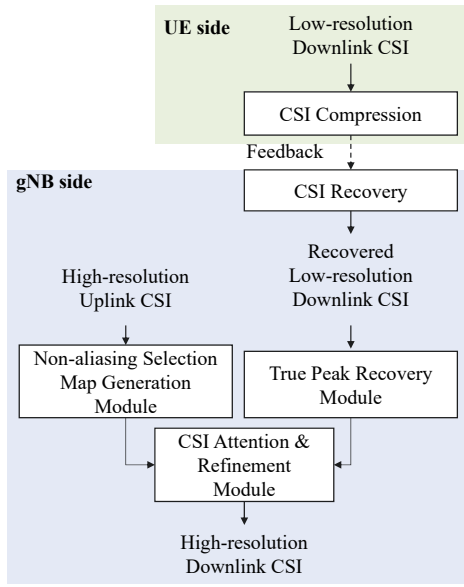 UE side
Low-resolution
Downlink CSI
CSI Compression
Feedback
gNB side
CSI Recovery
Recovered
Low-resolution
Downlink CSI
High-resolution
Uplink CSI
Non-aliasing Selection
Map Generation
Module
True Peak Recovery
Module
CSI Attention &
Refinement
Module
High-resolution
Downlink CSI